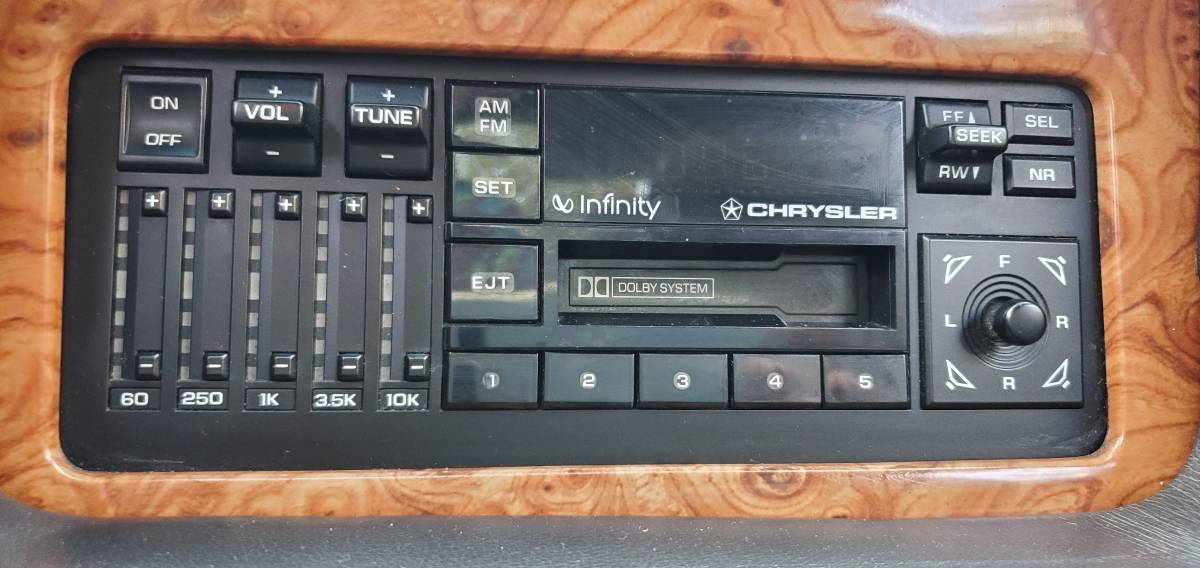 ON
OFF
+
VOL
-
+
TUNE
-
AM
FM
SET
Infinity
CHRYSLER
FF▲
SEEK
RW▼
SEL
NR
+ + + + +
- - - - -
60 250 1K 3.5K 10K
EJT
DOLBY SYSTEM
1 2 3 4 5
F
L R
R